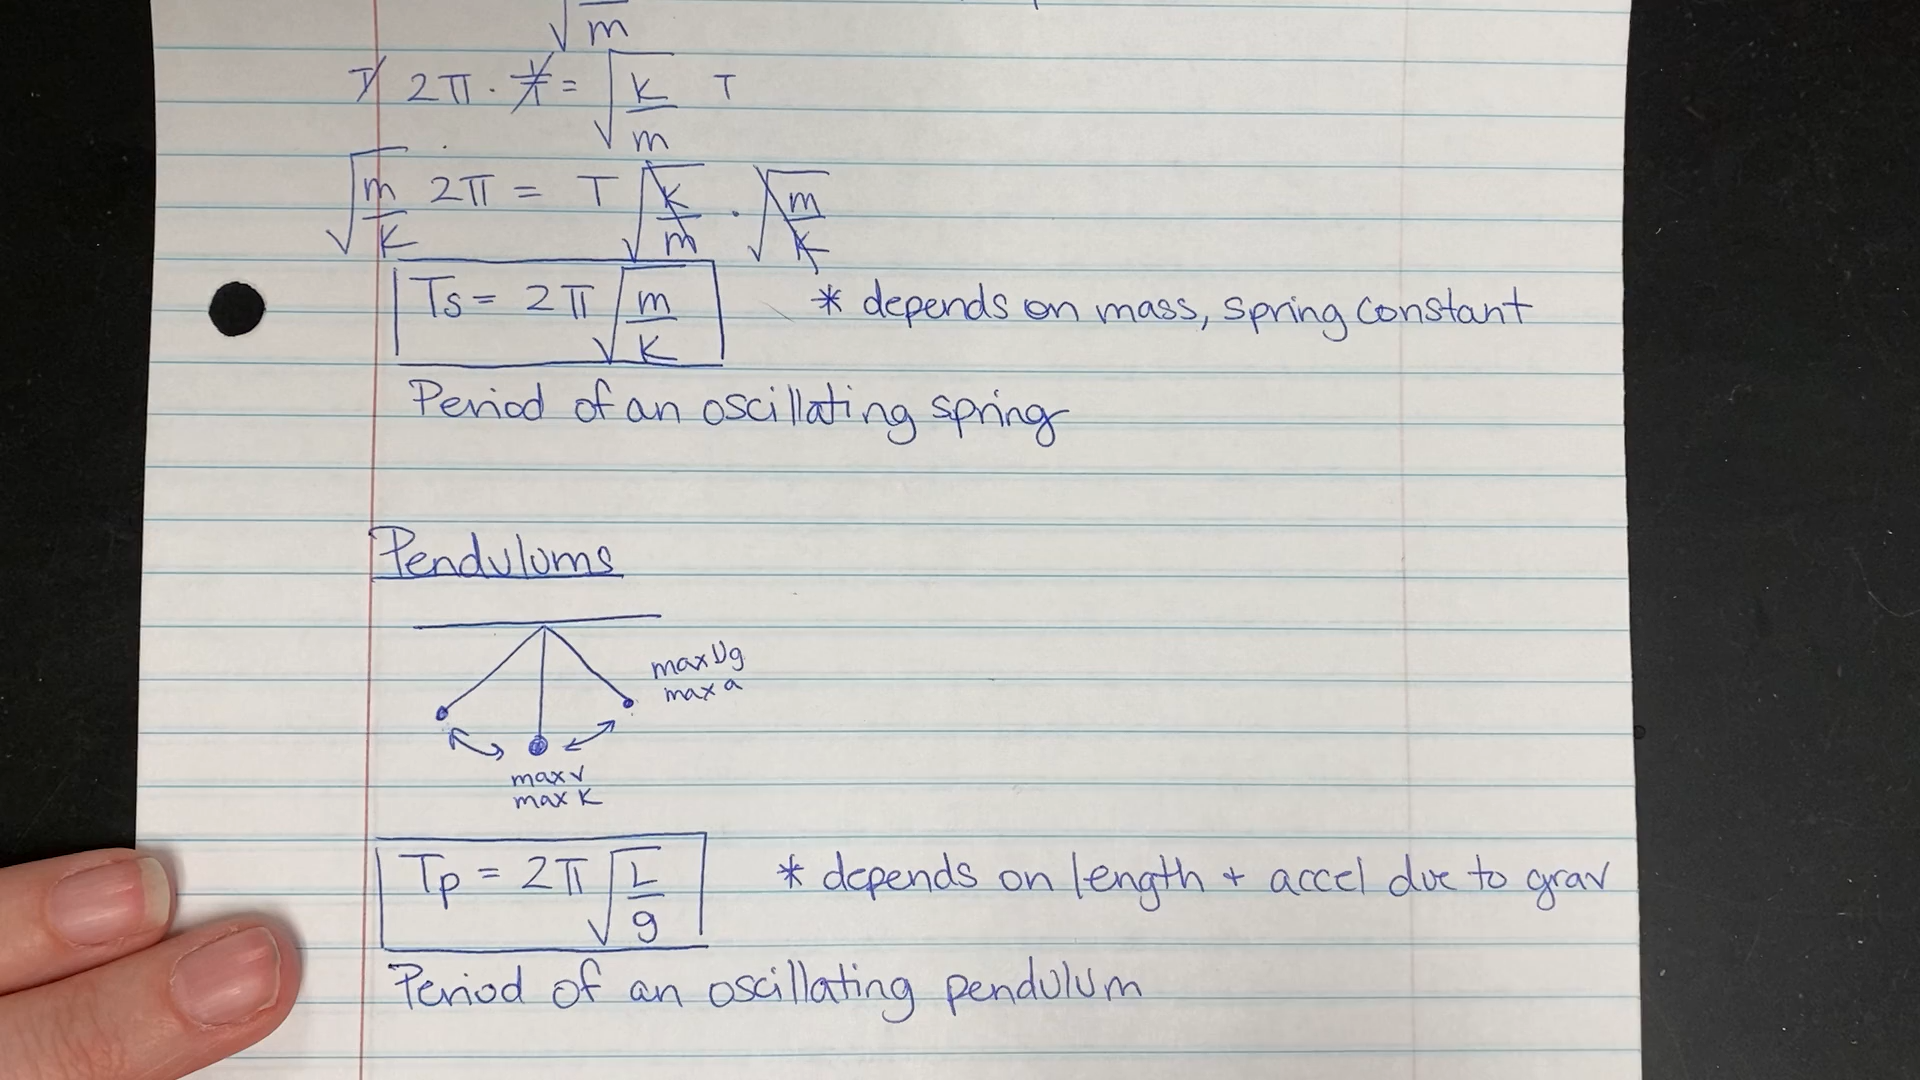 √m
T 2π · 1/T = √k/m T
√m/k 2π = T √k/m · √m/k
Ts = 2π √m/k * depends on mass, spring constant
Period of an oscillating spring
Pendulums
max Ug
max a
max v
max K
Tp = 2π √L/g * depends on length + accel due to grav
Period of an oscillating pendulum